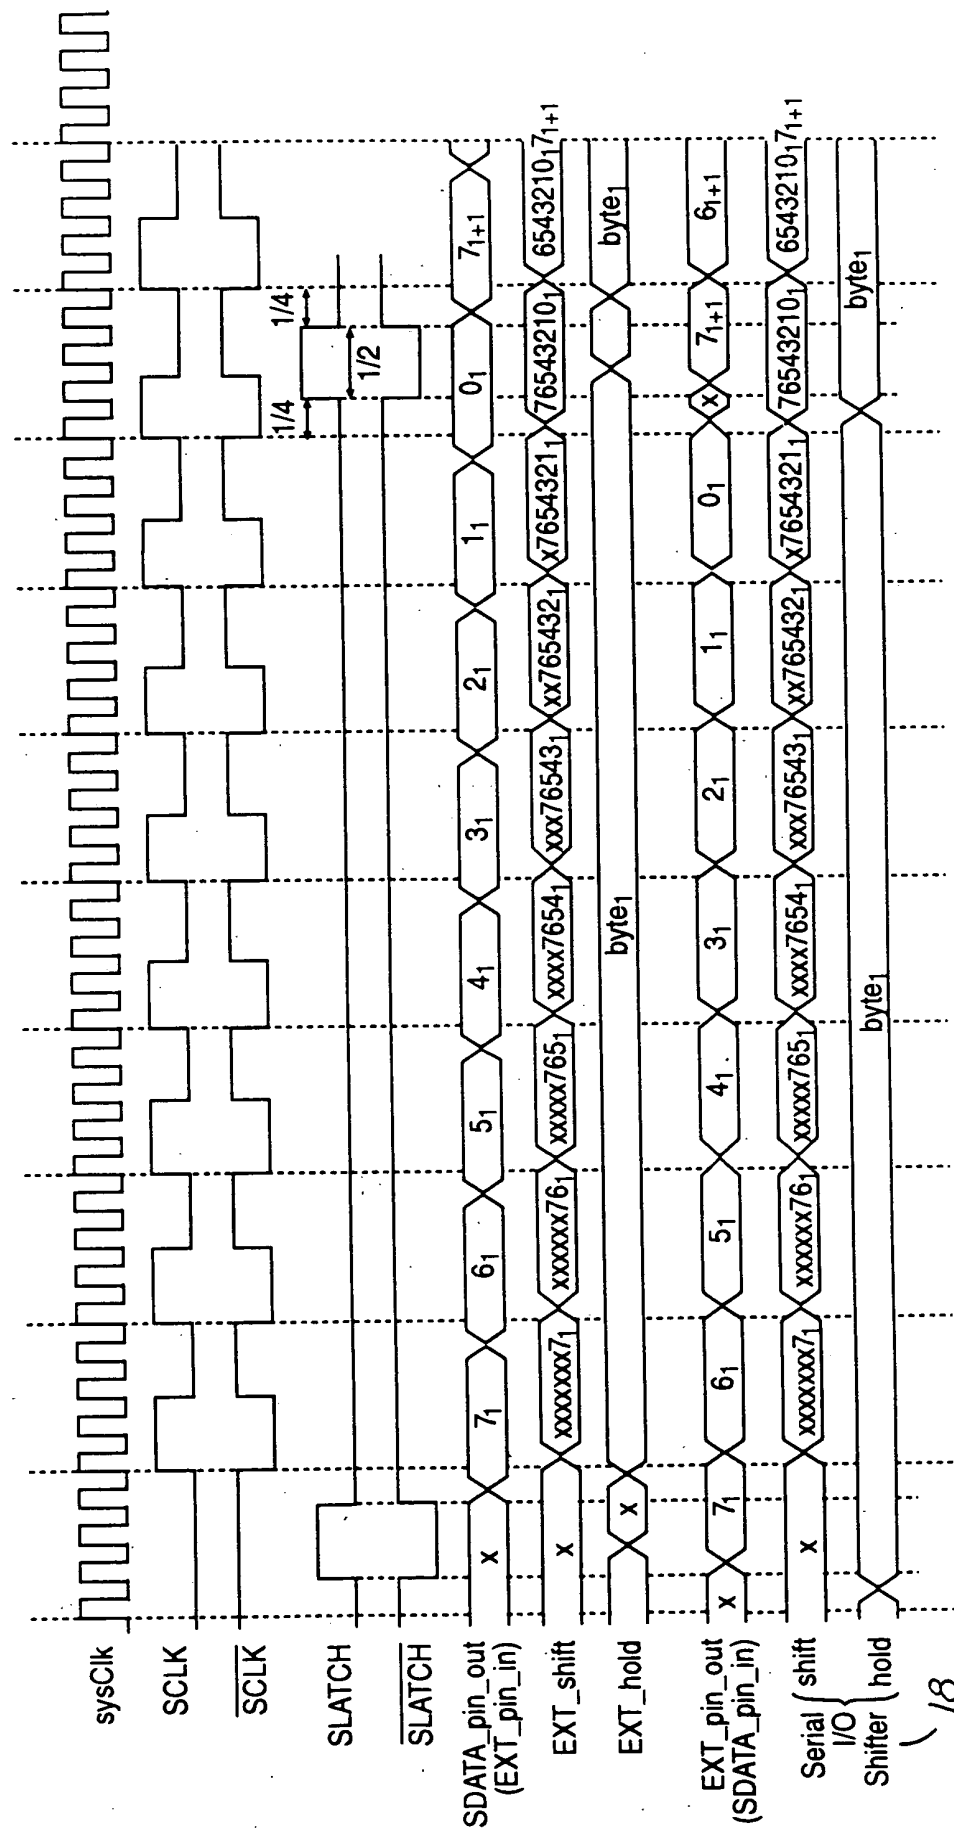 sysClk
SCLK
SCLK
SLATCH
1/4 1/2 1/4
SLATCH
SDATA_pin_out
(EXT_pin_in)
x 7₁ 6₁ 5₁ 4₁ 3₁ 2₁ 1₁ 0₁ 7₁₊₁
EXT_shift
x xxxxxxx7₁ xxxxxx76₁ xxxxx765₁ xxxx7654₁ xxx76543₁ xx765432₁ x7654321₁ 76543210₁ 6543210₁7₁₊₁
EXT_hold
x byte₁ byte₁
EXT_pin_out
(SDATA_pin_in)
x 7₁ 6₁ 5₁ 4₁ 3₁ 2₁ 1₁ 0₁ x 7₁₊₁ 6₁₊₁
Serial
I/O
Shifter
shift
x xxxxxxx7₁ xxxxxx76₁ xxxxx765₁ xxxx7654₁ xxx76543₁ xx765432₁ x7654321₁ 76543210₁ 6543210₁7₁₊₁
hold
byte₁ byte₁
18